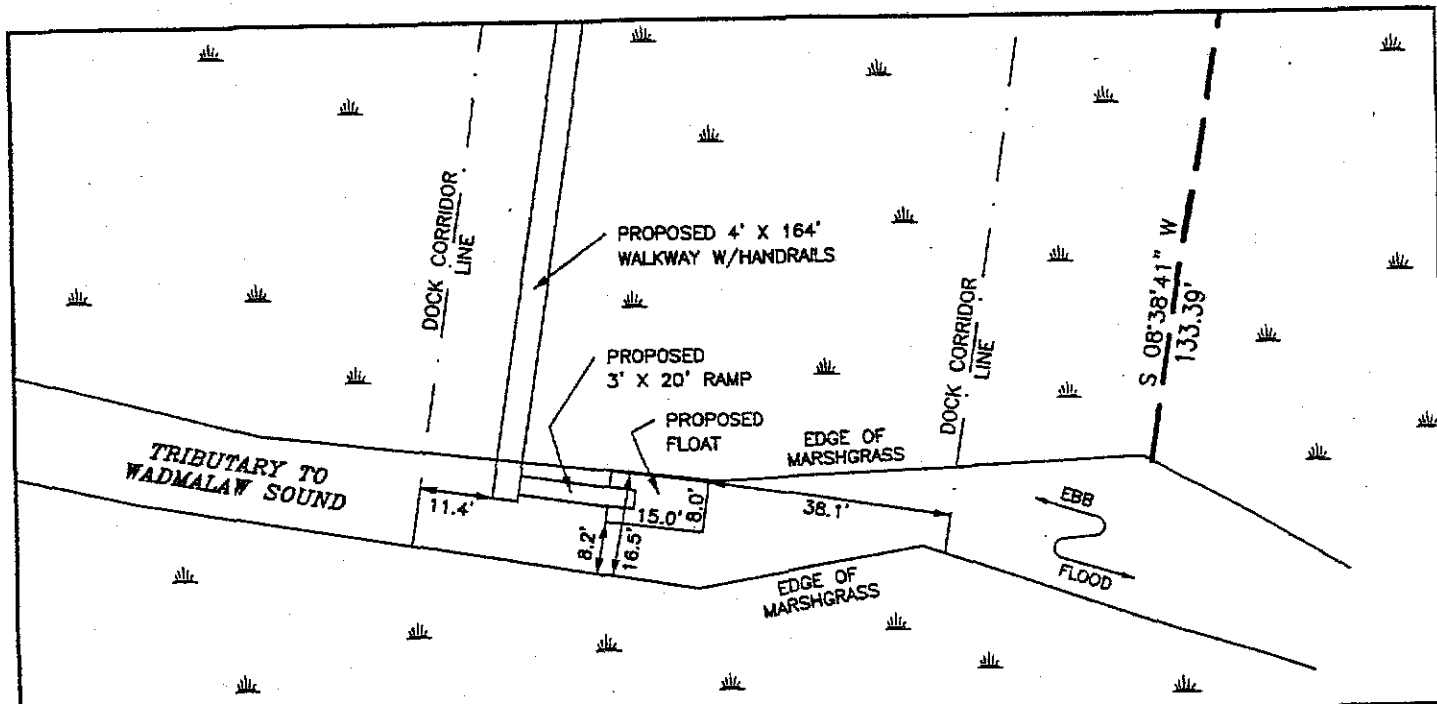 DOCK CORRIDOR
LINE
PROPOSED 4' X 164'
WALKWAY W/HANDRAILS
PROPOSED
3' X 20' RAMP
PROPOSED
FLOAT
EDGE OF
MARSHGRASS
DOCK CORRIDOR
LINE
S 08°38'41" W
133.39'
TRIBUTARY TO
WADMALAW SOUND
11.4'
15.0'
8.0'
38.1'
8.2'
16.5'
EBB
FLOOD
EDGE OF
MARSHGRASS